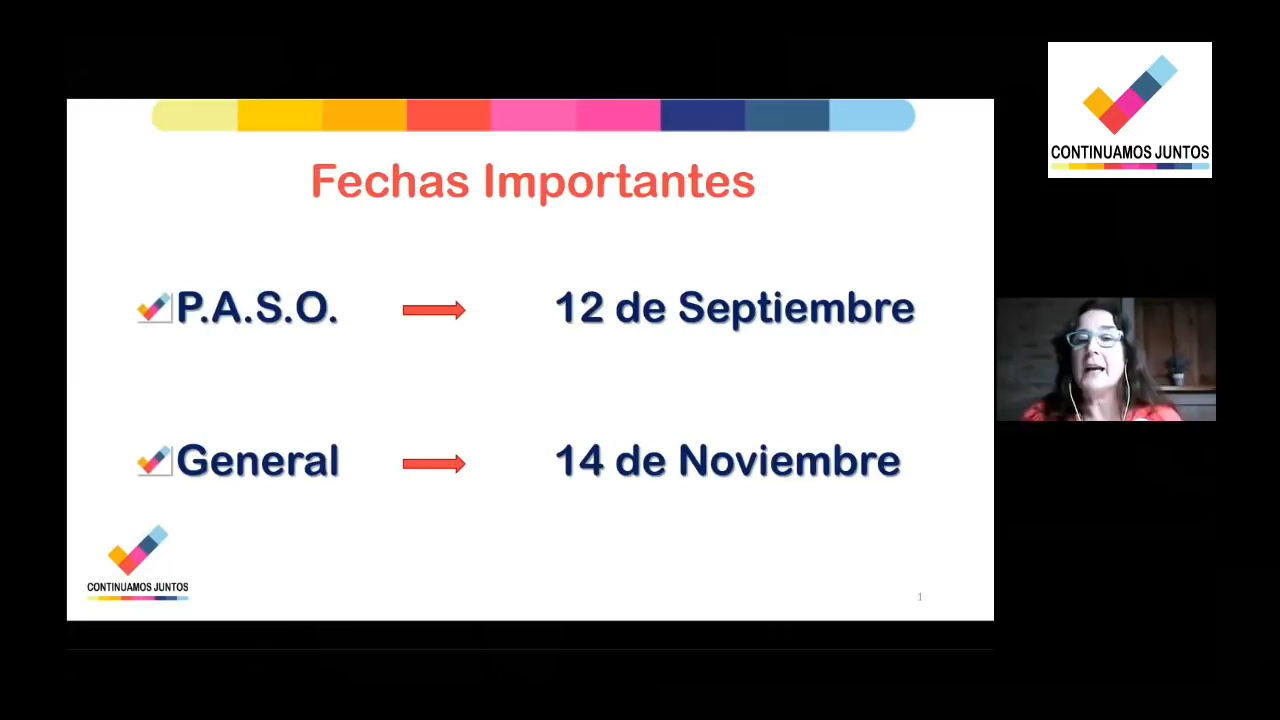 CONTINUAMOS JUNTOS
Fechas Importantes
P.A.S.O. 12 de Septiembre
General 14 de Noviembre
CONTINUAMOS JUNTOS
1